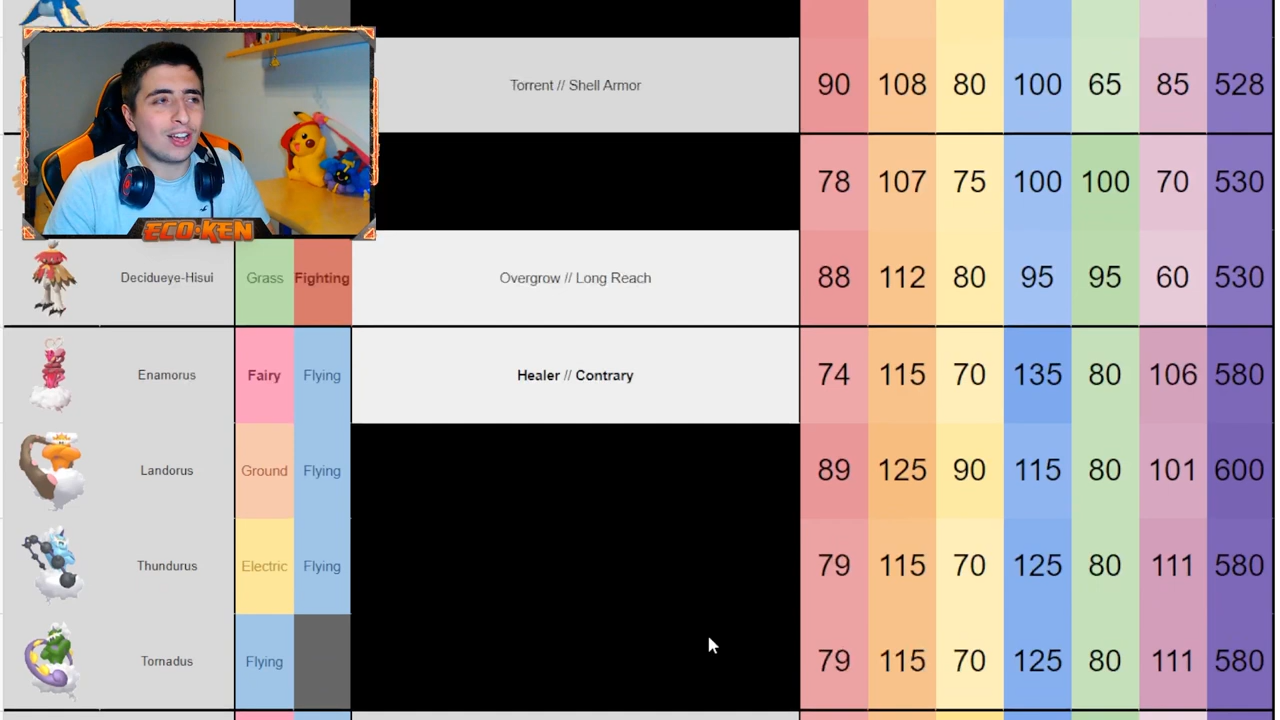 Torrent // Shell Armor 90 108 80 100 65 85 528
78 107 75 100 100 70 530
ECO-KEN
Decidueye-Hisui Grass Fighting Overgrow // Long Reach 88 112 80 95 95 60 530
Enamorus Fairy Flying Healer // Contrary 74 115 70 135 80 106 580
Landorus Ground Flying 89 125 90 115 80 101 600
Thundurus Electric Flying 79 115 70 125 80 111 580
Tornadus Flying 79 115 70 125 80 111 580